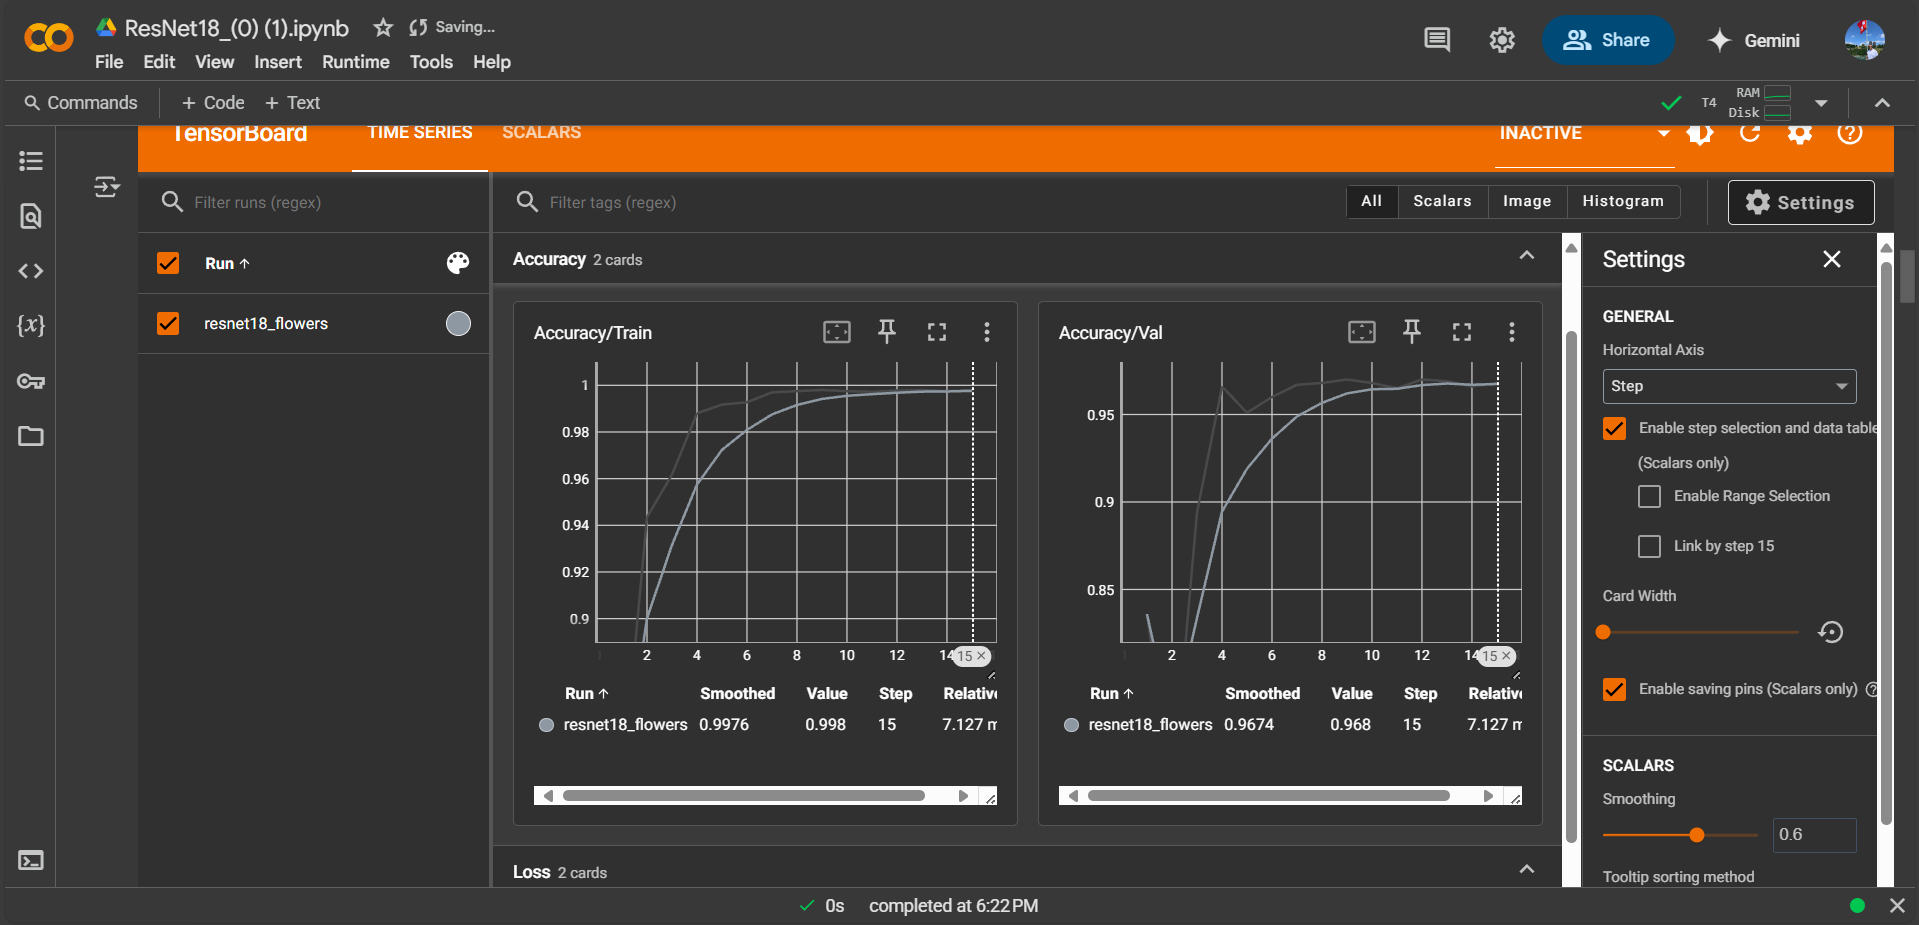 ResNet18_(0) (1).ipynb
Saving...
File Edit View Insert Runtime Tools Help
Share
Gemini
Commands
+ Code + Text
T4
RAM
Disk
TensorBoard
TIME SERIES
SCALARS
INACTIVE
Filter runs (regex)
Filter tags (regex)
All
Scalars
Image
Histogram
Settings
Run
resnet18_flowers
Accuracy 2 cards
Accuracy/Train
1
0.98
0.96
0.94
0.92
0.9
2 4 6 8 10 12 14 15
Run Smoothed Value Step Relative
resnet18_flowers 0.9976 0.998 15 7.127 m
Accuracy/Val
0.95
0.9
0.85
2 4 6 8 10 12 14 15
Run Smoothed Value Step Relative
resnet18_flowers 0.9674 0.968 15 7.127 m
Loss 2 cards
Settings
GENERAL
Horizontal Axis
Step
Enable step selection and data table
(Scalars only)
Enable Range Selection
Link by step 15
Card Width
Enable saving pins (Scalars only)
SCALARS
Smoothing
0.6
Tooltip sorting method
0s completed at 6:22 PM